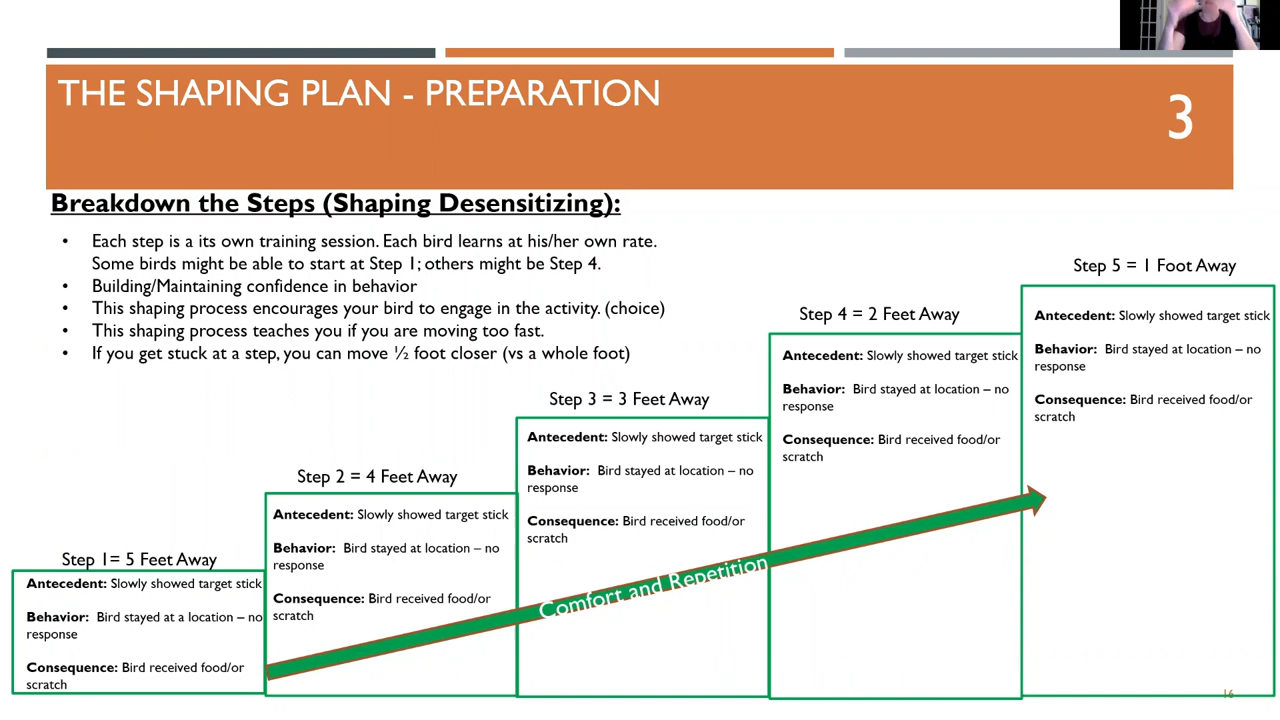 THE SHAPING PLAN - PREPARATION
3
Breakdown the Steps (Shaping Desensitizing):
• Each step is a its own training session. Each bird learns at his/her own rate.
Some birds might be able to start at Step 1; others might be Step 4.
• Building/Maintaining confidence in behavior
• This shaping process encourages your bird to engage in the activity. (choice)
• This shaping process teaches you if you are moving too fast.
• If you get stuck at a step, you can move ½ foot closer (vs a whole foot)
Step 1= 5 Feet Away
Antecedent: Slowly showed target stick
Behavior: Bird stayed at a location – no
response
Consequence: Bird received food/or
scratch
Step 2 = 4 Feet Away
Antecedent: Slowly showed target stick
Behavior: Bird stayed at location – no
response
Consequence: Bird received food/or
scratch
Step 3 = 3 Feet Away
Antecedent: Slowly showed target stick
Behavior: Bird stayed at location – no
response
Consequence: Bird received food/or
scratch
Step 4 = 2 Feet Away
Antecedent: Slowly showed target stick
Behavior: Bird stayed at location – no
response
Consequence: Bird received food/or
scratch
Step 5 = 1 Foot Away
Antecedent: Slowly showed target stick
Behavior: Bird stayed at location – no
response
Consequence: Bird received food/or
scratch
Comfort and Repetition
16